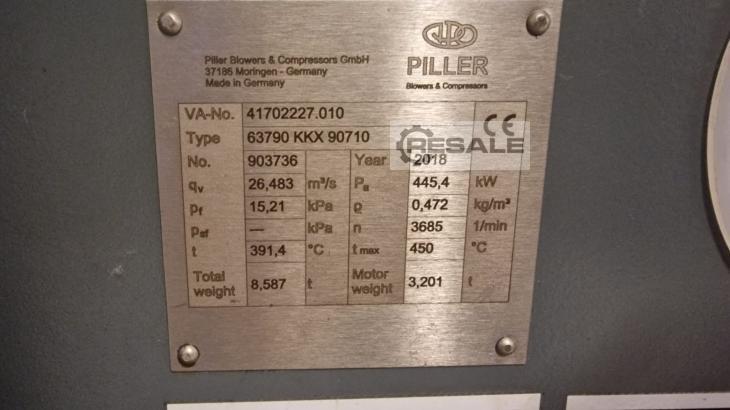 Piller Blowers & Compressors GmbH
37186 Moringen - Germany
Made in Germany
PILLER
Blowers & Compressors
VA-No. 41702227.010
Type 63790 KKX 90710
CE
RESALE
No. 903736 Year 2018
qv 26,483 m³/s Pa 445,4 kW
pf 15,21 kPa ϱ 0,472 kg/m³
psf — kPa n 3685 1/min
t 391,4 °C t max 450 °C
Total weight 8,587 t Motor weight 3,201 t